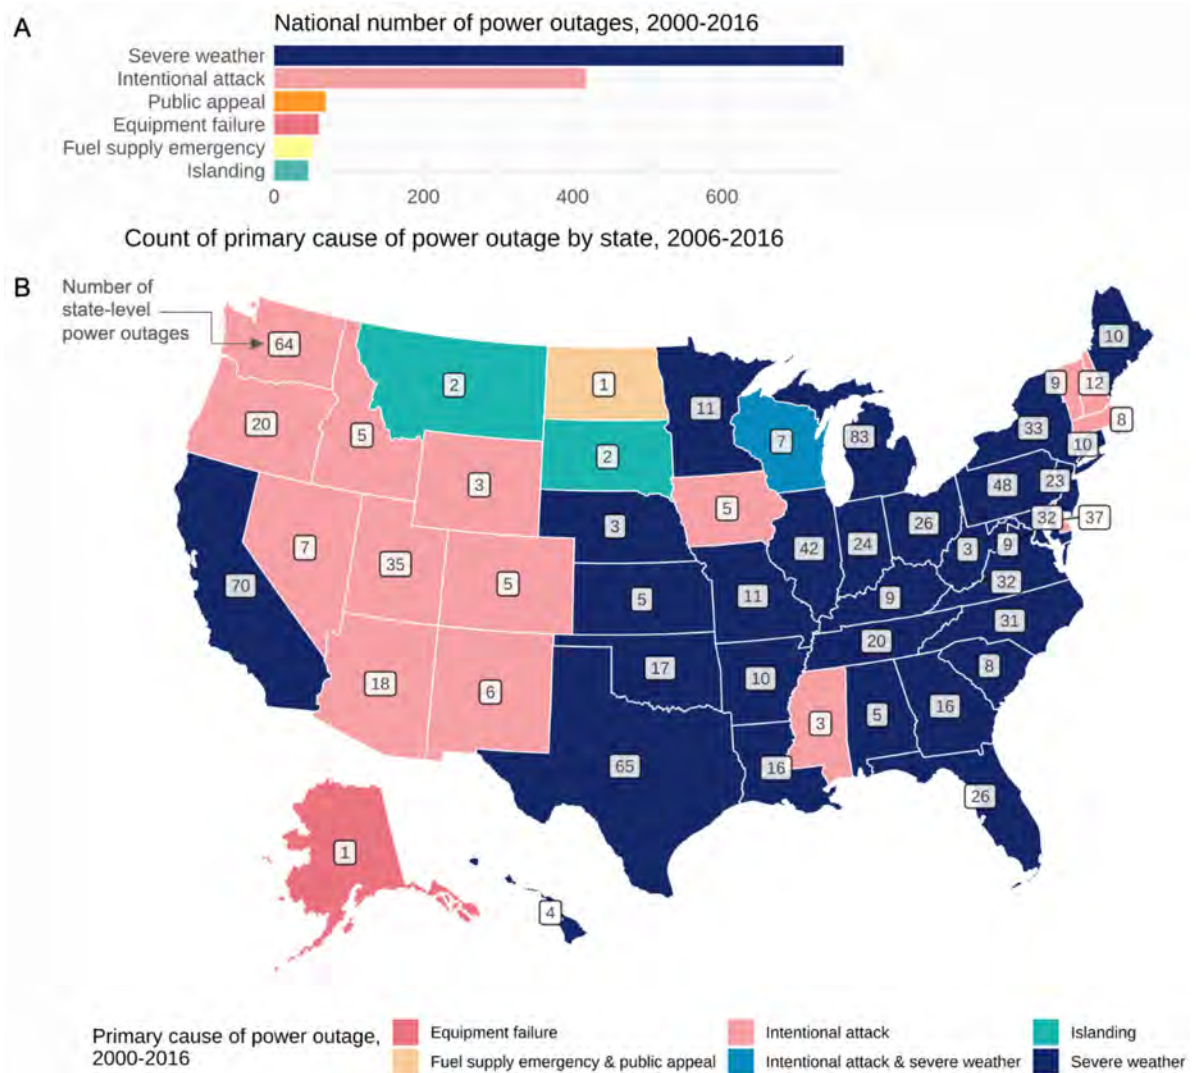 A
National number of power outages, 2000-2016
Severe weather
Intentional attack
Public appeal
Equipment failure
Fuel supply emergency
Islanding
0 200 400 600
Count of primary cause of power outage by state, 2006-2016
B
Number of
state-level
power outages
64
2
1
11
10
9
12
20
5
2
7
83
33
10
8
3
5
48
23
3
26
32
37
7
35
5
42
24
3
9
70
5
11
9
32
20
31
18
6
17
10
8
3
5
16
65
16
26
1
4
Primary cause of power outage,
2000-2016
Equipment failure
Intentional attack
Islanding
Fuel supply emergency & public appeal
Intentional attack & severe weather
Severe weather